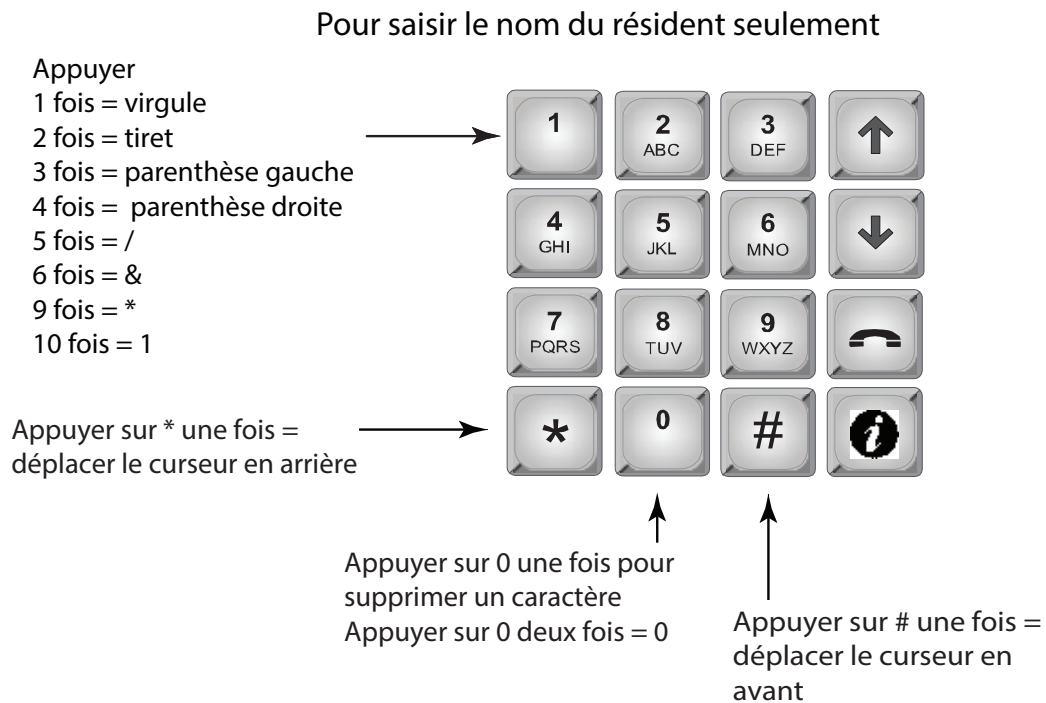 Pour saisir le nom du résident seulement
Appuyer
1 fois = virgule
2 fois = tiret
3 fois = parenthèse gauche
4 fois = parenthèse droite
5 fois = /
6 fois = &
9 fois = *
10 fois = 1
1
2
ABC
3
DEF
4
GHI
5
JKL
6
MNO
7
PQRS
8
TUV
9
WXYZ
*
0
#
i
Appuyer sur * une fois =
déplacer le curseur en arrière
Appuyer sur 0 une fois pour
supprimer un caractère
Appuyer sur 0 deux fois = 0
Appuyer sur # une fois =
déplacer le curseur en
avant